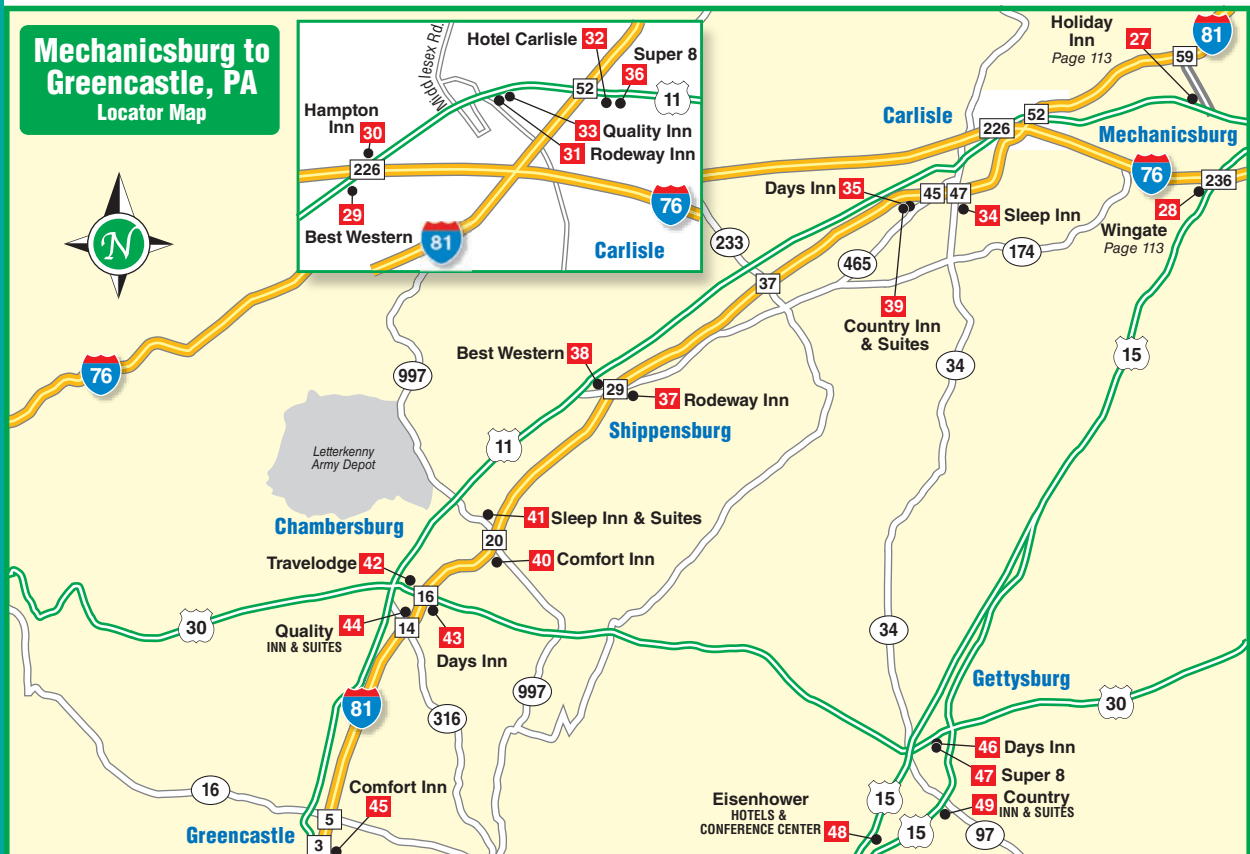 Mechanicsburg to
Greencastle, PA
Locator Map
Middlesex Rd.
Hotel Carlisle 32
Super 8
36
52
11
Hampton
Inn
30
33 Quality Inn
31 Rodeway Inn
226
29
Best Western
76
81
Carlisle
Holiday
Inn
Page 113
27
81
59
52
Carlisle
226
Mechanicsburg
76
236
Days Inn 35
45
47
34 Sleep Inn
28
Wingate
Page 113
233
465
174
37
39
Country Inn
& Suites
15
34
76
997
Best Western 38
29
37 Rodeway Inn
Shippensburg
11
Letterkenny
Army Depot
Chambersburg
41 Sleep Inn & Suites
20
40 Comfort Inn
Travelodge 42
16
30
Quality
INN & SUITES
44
14
43
Days Inn
34
Gettysburg
997
30
81
316
46 Days Inn
47 Super 8
16
Comfort Inn
45
5
Greencastle
3
Eisenhower
HOTELS &
CONFERENCE CENTER
48
15
15
49 Country
INN & SUITES
97
N